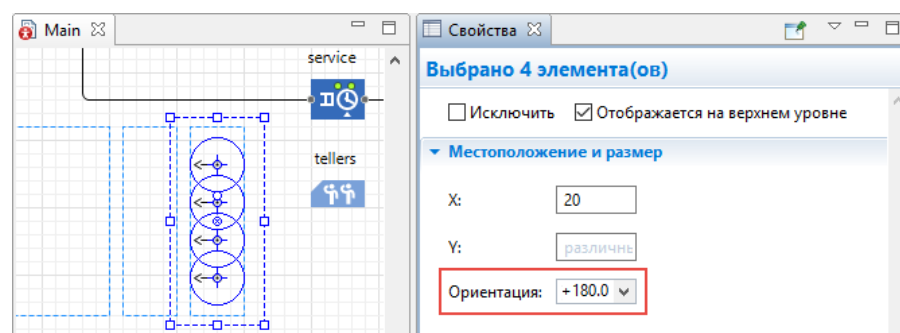 Main
service
tellers
Свойства
Выбрано 4 элемента(ов)
Исключить Отображается на верхнем уровне
Местоположение и размер
X: 20
Y: различнь
Ориентация: +180.0